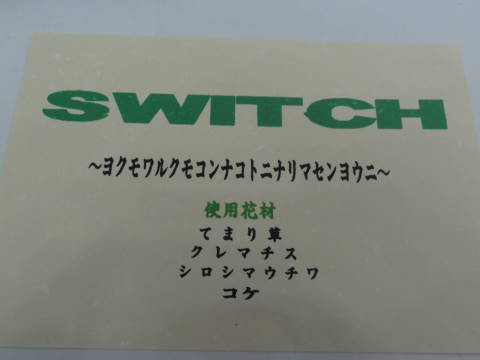 SWITCH
～ヨクモワルクモコンナコトニナリマセンヨウニ～
使用花材
てまり草
クレマチス
シロシマウチワ
コケ